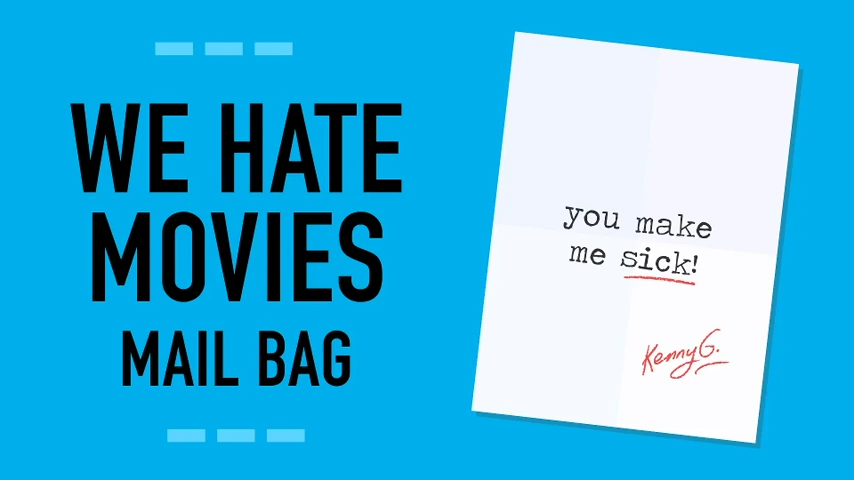 WE HATE
MOVIES
MAIL BAG
you make
me sick!
Kenny G.